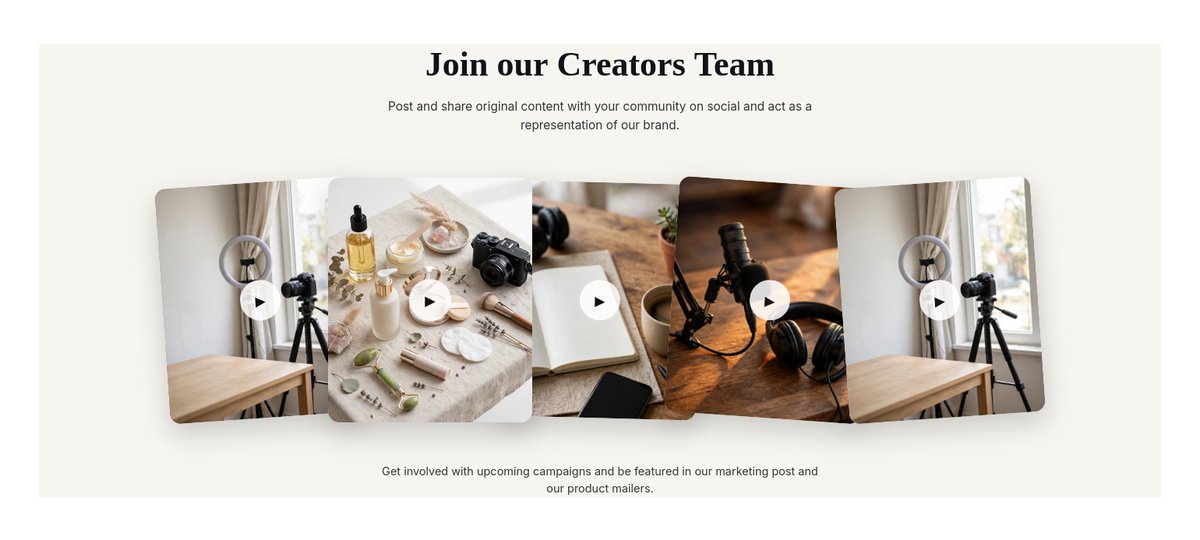 Join our Creators Team
Post and share original content with your community on social and act as a
representation of our brand.
Get involved with upcoming campaigns and be featured in our marketing post and
our product mailers.